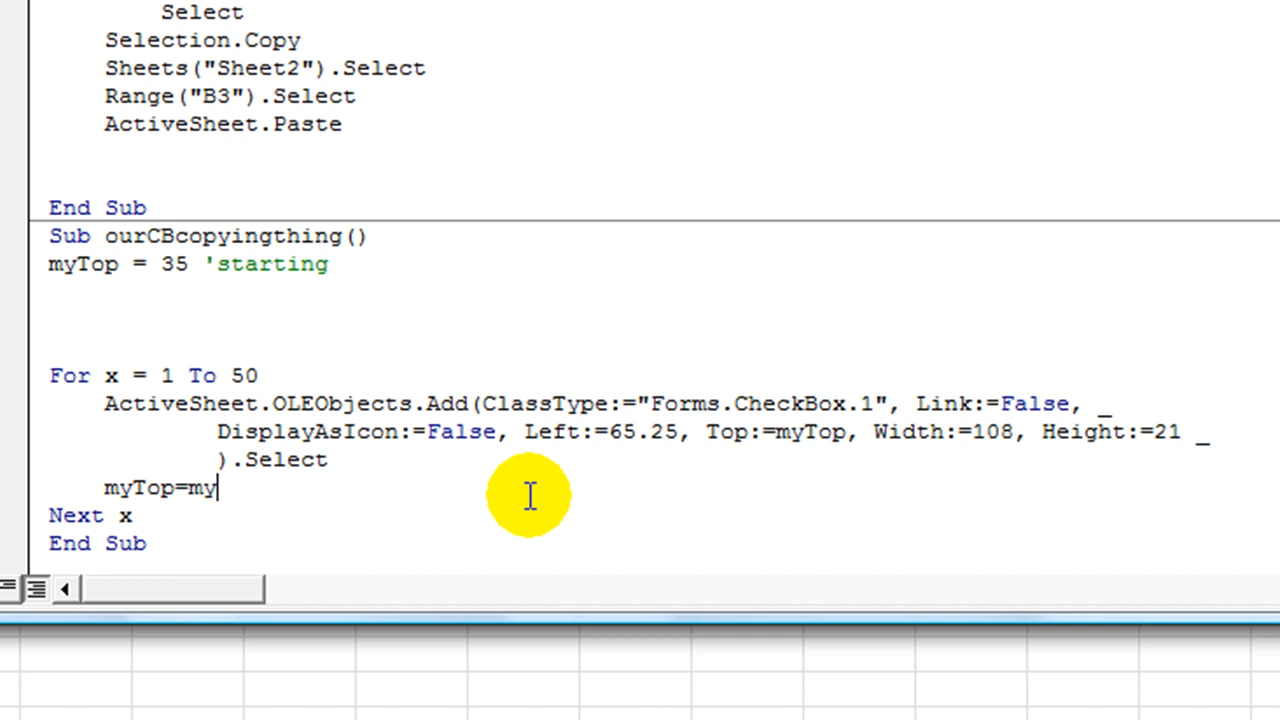 Select
Selection.Copy
Sheets("Sheet2").Select
Range("B3").Select
ActiveSheet.Paste
End Sub
Sub ourCBcopyingthing()
myTop = 35 'starting
For x = 1 To 50
ActiveSheet.OLEObjects.Add(ClassType:="Forms.CheckBox.1", Link:=False, _
DisplayAsIcon:=False, Left:=65.25, Top:=myTop, Width:=108, Height:=21 _
).Select
myTop=my
Next x
End Sub